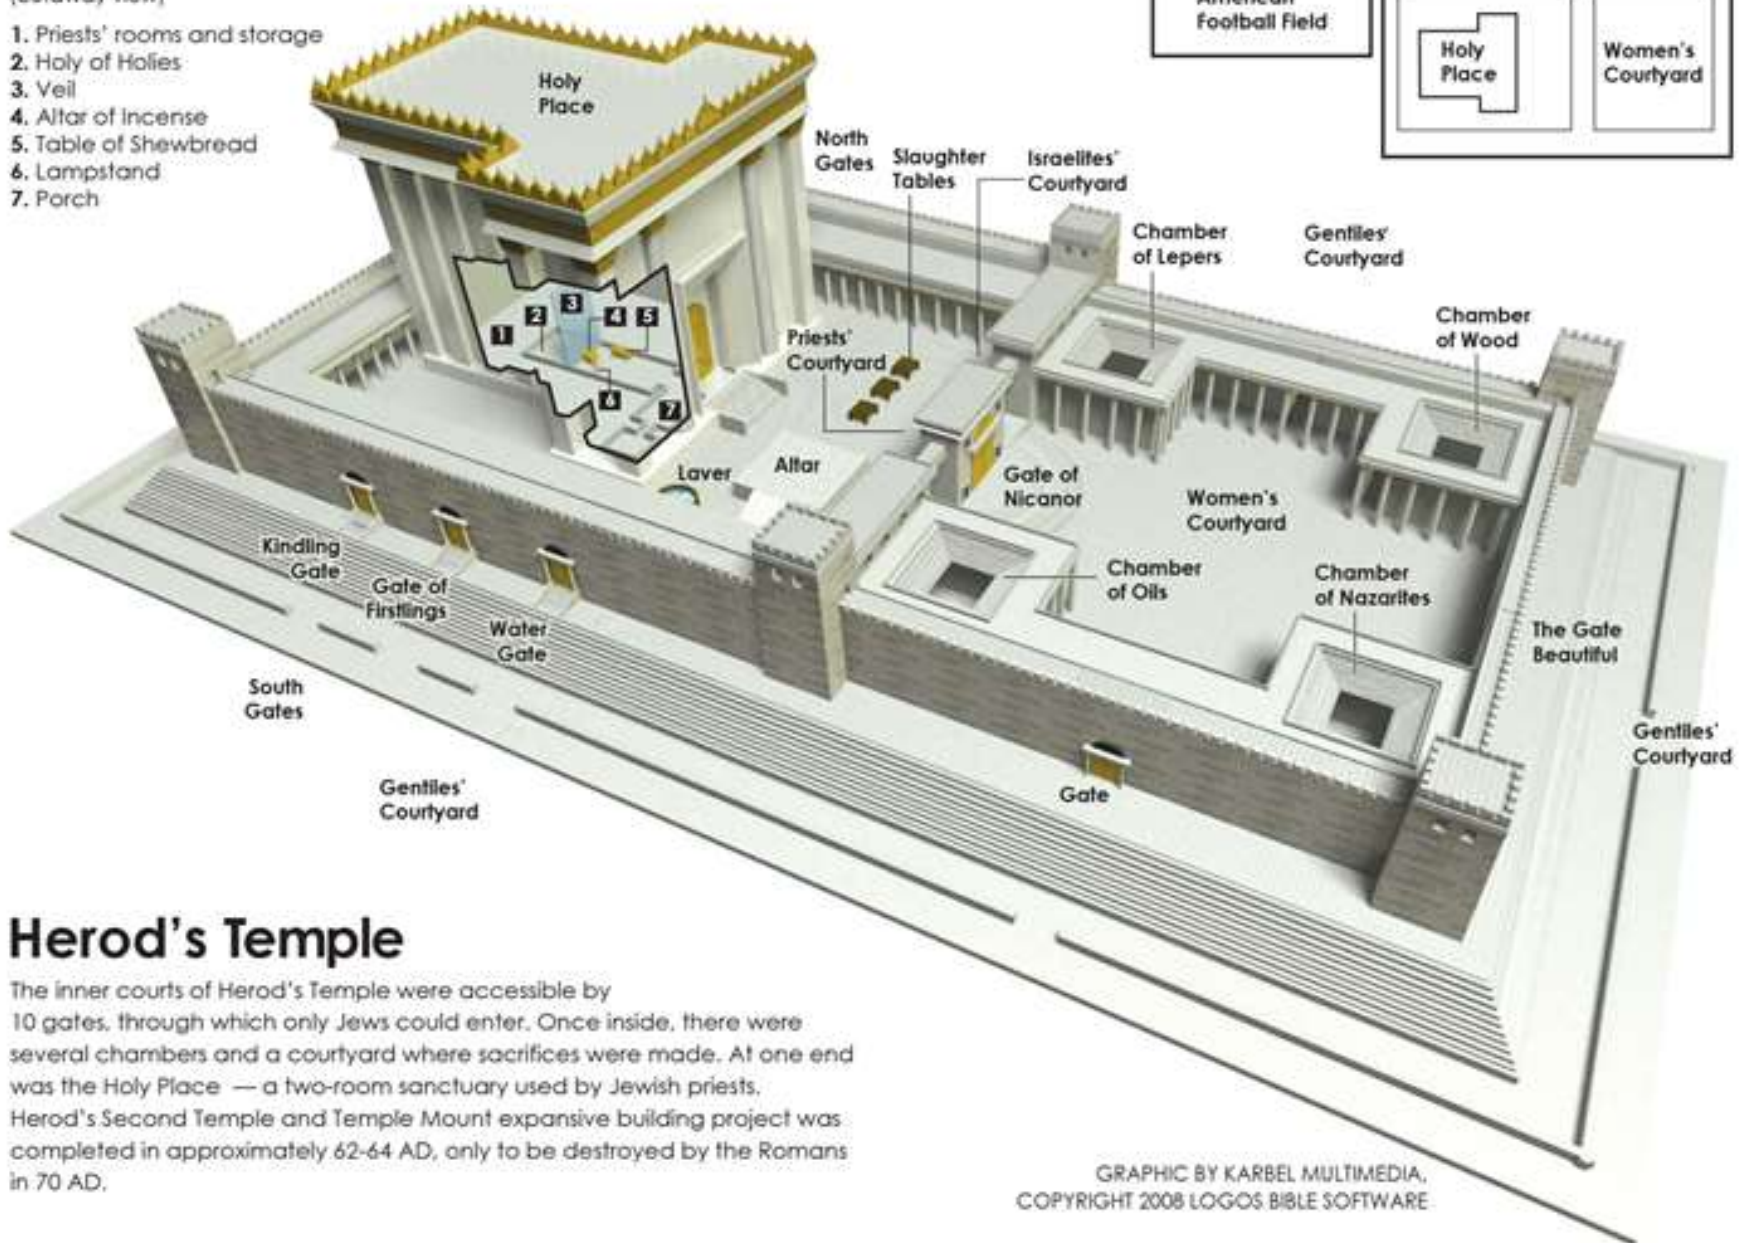 1. Priests' rooms and storage
2. Holy of Holies
3. Veil
4. Altar of Incense
5. Table of Shewbread
6. Lampstand
7. Porch
American
Football Field
Holy
Place
Women's
Courtyard
Holy
Place
North
Gates
Slaughter
Tables
Israelites'
Courtyard
Chamber
of Lepers
Gentiles'
Courtyard
Chamber
of Wood
1
2
3
4
5
6
7
Priests'
Courtyard
Laver
Altar
Gate of
Nicanor
Women's
Courtyard
Chamber
of Oils
Chamber
of Nazarites
The Gate
Beautiful
Kindling
Gate
Gate of
Firstlings
Water
Gate
South
Gates
Gentiles'
Courtyard
Gate
Gentiles'
Courtyard
Herod's Temple
The inner courts of Herod's Temple were accessible by
10 gates, through which only Jews could enter. Once inside, there were
several chambers and a courtyard where sacrifices were made. At one end
was the Holy Place — a two-room sanctuary used by Jewish priests.
Herod's Second Temple and Temple Mount expansive building project was
completed in approximately 62-64 AD, only to be destroyed by the Romans
in 70 AD.
GRAPHIC BY KARBEL MULTIMEDIA,
COPYRIGHT 2008 LOGOS BIBLE SOFTWARE